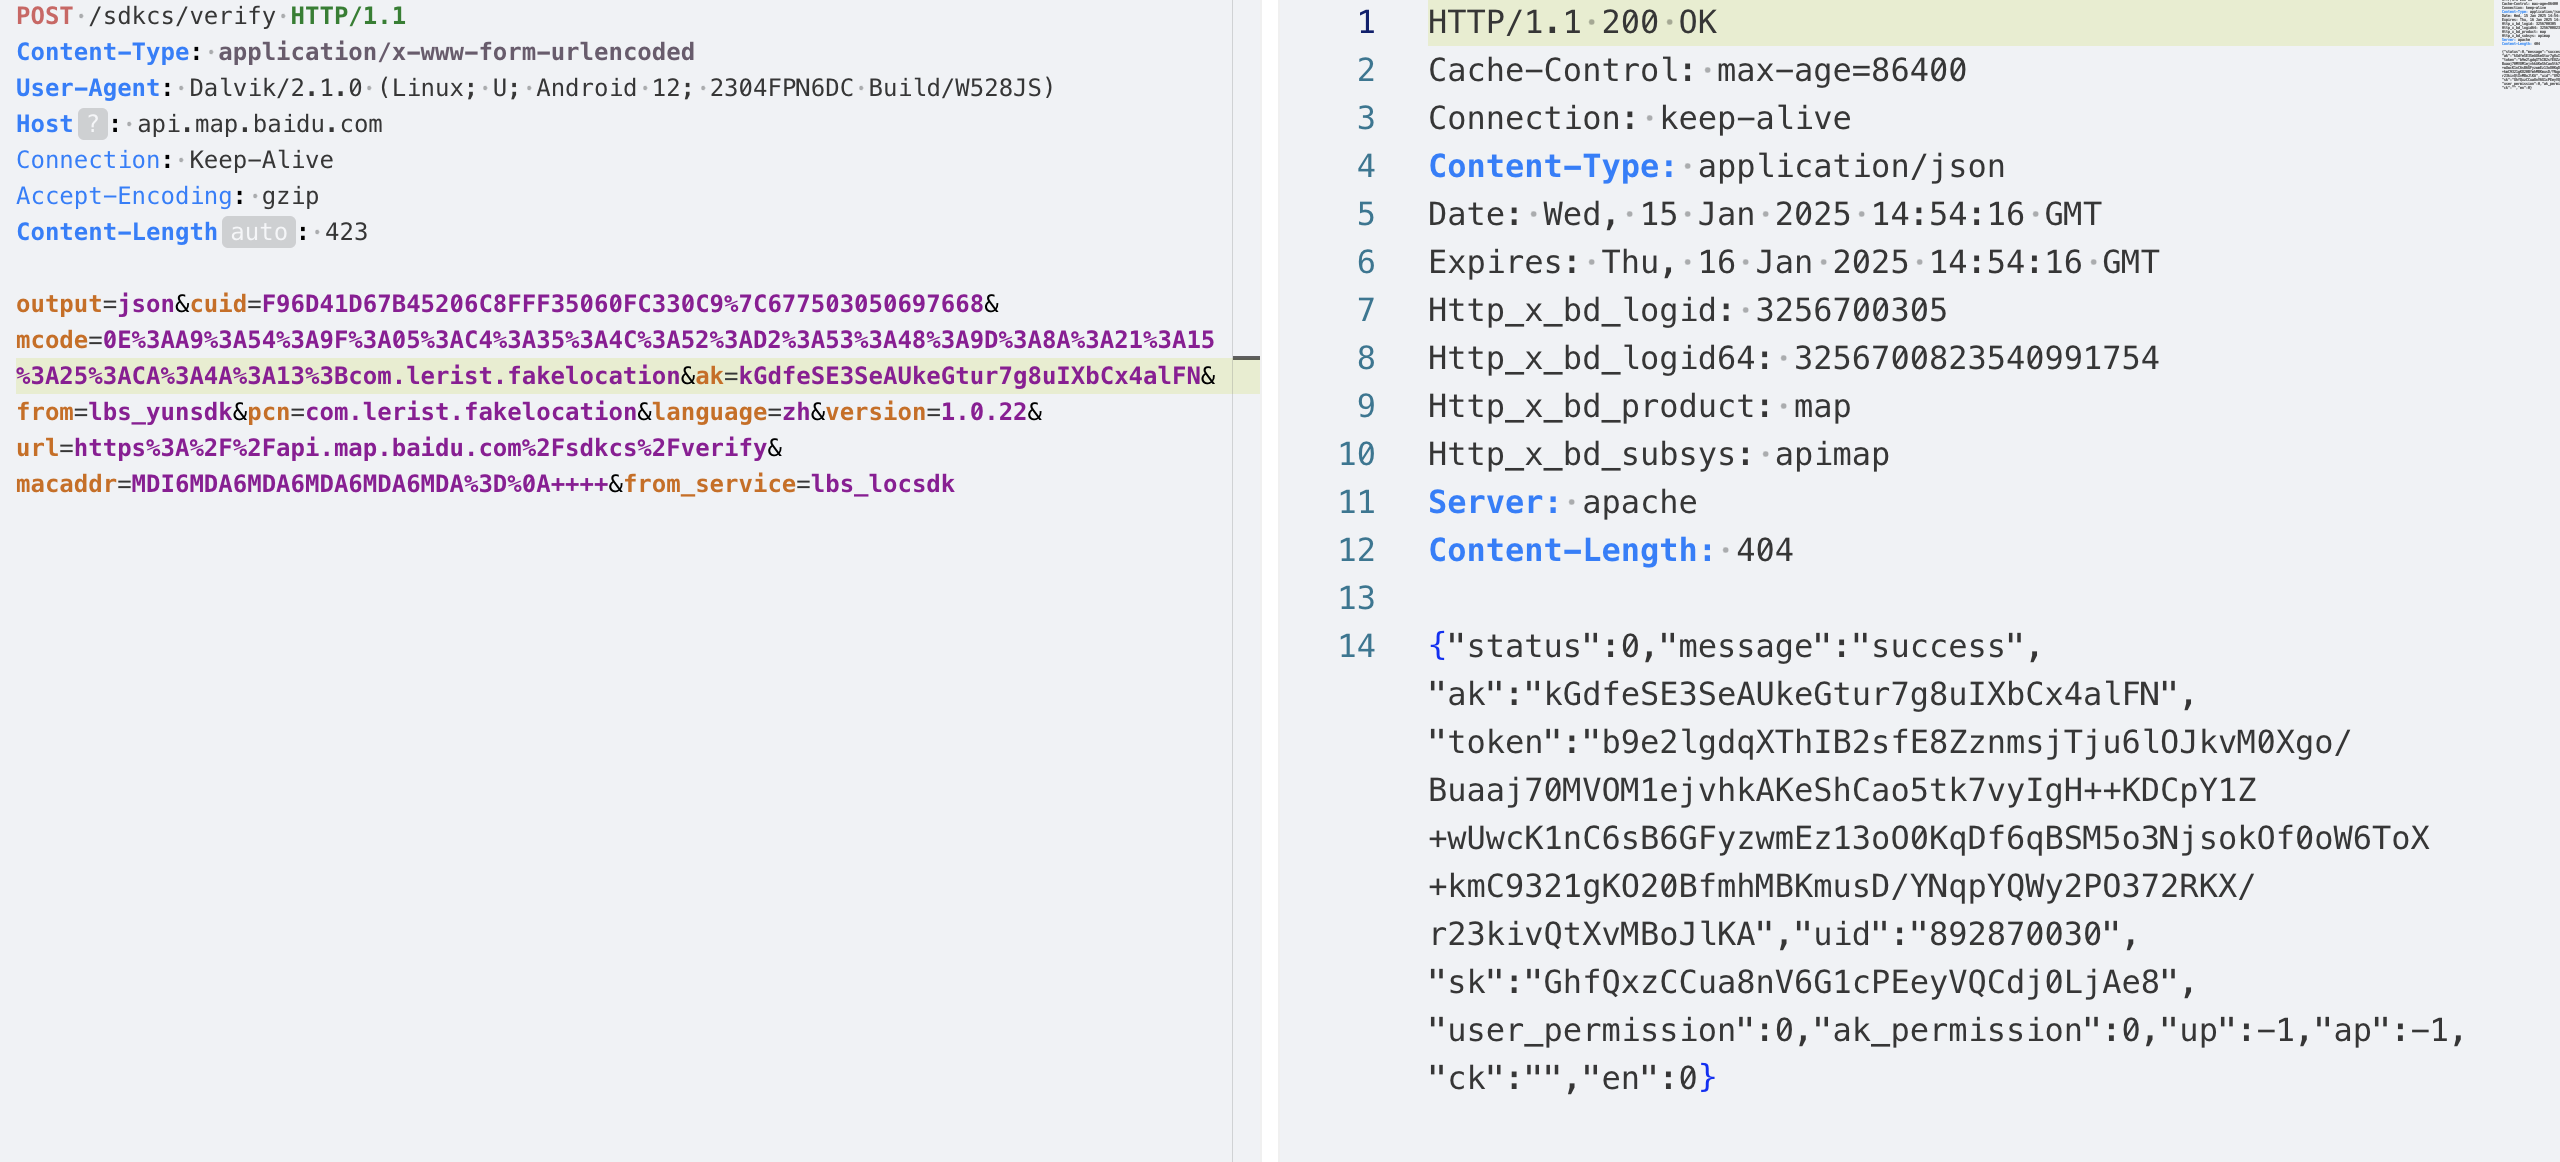 POST /sdkcs/verify HTTP/1.1
Content-Type: application/x-www-form-urlencoded
User-Agent: Dalvik/2.1.0 (Linux; U; Android 12; 2304FPN6DC Build/W528JS)
Host ? : api.map.baidu.com
Connection: Keep-Alive
Accept-Encoding: gzip
Content-Length auto : 423
output=json&cuid=F96D41D67B45206C8FFF35060FC330C9%7C677503050697668&
mcode=0E%3AA9%3A54%3A9F%3A05%3AC4%3A35%3A4C%3A52%3AD2%3A53%3A48%3A9D%3A8A%3A21%3A15
%3A25%3ACA%3A4A%3A13%3Bcom.lerist.fakelocation&ak=kGdfeSE3SeAUkeGtur7g8uIXbCx4alFN&
from=lbs_yunsdk&pcn=com.lerist.fakelocation&language=zh&version=1.0.22&
url=https%3A%2F%2Fapi.map.baidu.com%2Fsdkcs%2Fverify&
macaddr=MDI6MDA6MDA6MDA6MDA6MDA%3D%0A++++&from_service=lbs_locsdk
1 HTTP/1.1 200 OK
2 Cache-Control: max-age=86400
3 Connection: keep-alive
4 Content-Type: application/json
5 Date: Wed, 15 Jan 2025 14:54:16 GMT
6 Expires: Thu, 16 Jan 2025 14:54:16 GMT
7 Http_x_bd_logid: 3256700305
8 Http_x_bd_logid64: 3256700823540991754
9 Http_x_bd_product: map
10 Http_x_bd_subsys: apimap
11 Server: apache
12 Content-Length: 404
13
14 {"status":0,"message":"success",
"ak":"kGdfeSE3SeAUkeGtur7g8uIXbCx4alFN",
"token":"b9e2lgdqXThIB2sfE8ZznmsjTju6lOJkvM0Xgo/
Buaaj70MVOM1ejvhkAKeShCao5tk7vyIgH++KDCpY1Z
+wUwcK1nC6sB6GFyzwmEz13oO0KqDf6qBSM5o3NjsokOf0oW6ToX
+kmC9321gKO20BfmhMBKmusD/YNqpYQWy2PO372RKX/
r23kivQtXvMBoJlKA","uid":"892870030",
"sk":"GhfQxzCCua8nV6G1cPEeyVQCdj0LjAe8",
"user_permission":0,"ak_permission":0,"up":-1,"ap":-1,
"ck":"","en":0}